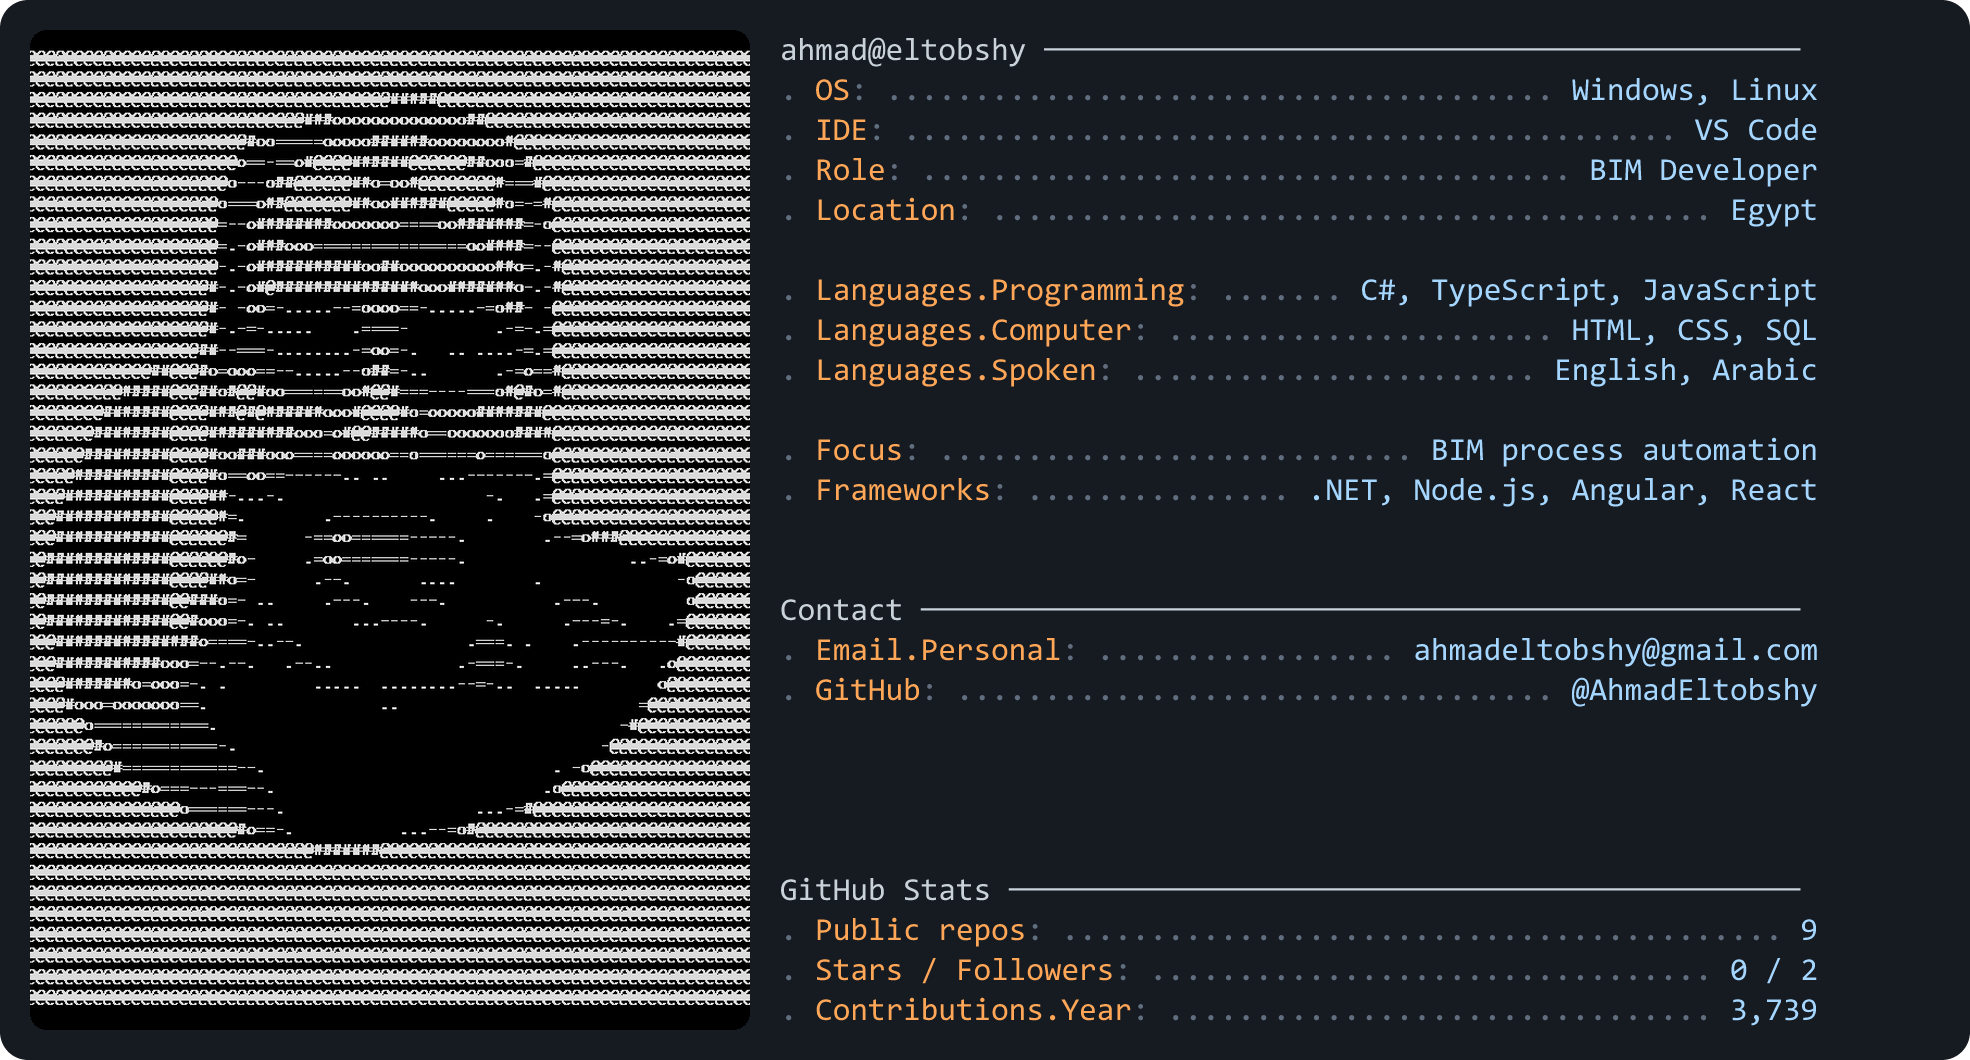 ahmad@eltobshy
. OS: ...................................... Windows, Linux
. IDE: ............................................ VS Code
. Role: ..................................... BIM Developer
. Location: ......................................... Egypt
. Languages.Programming: ....... C#, TypeScript, JavaScript
. Languages.Computer: ...................... HTML, CSS, SQL
. Languages.Spoken: ....................... English, Arabic
. Focus: ........................... BIM process automation
. Frameworks: ............... .NET, Node.js, Angular, React
Contact
. Email.Personal: ................. ahmadeltobshy@gmail.com
. GitHub: .................................. @AhmadEltobshy
GitHub Stats
. Public repos: ......................................... 9
. Stars / Followers: ................................ 0 / 2
. Contributions.Year: ............................... 3,739